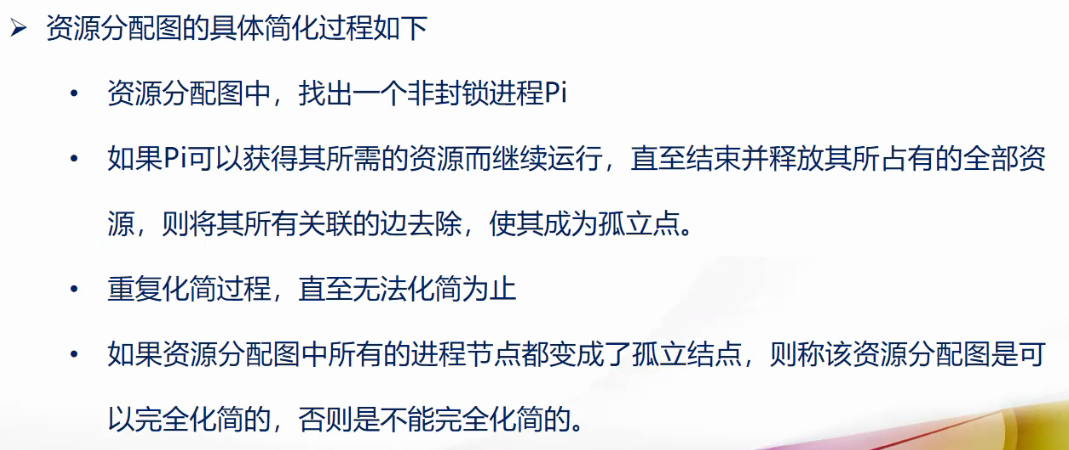 ➢ 资源分配图的具体简化过程如下
• 资源分配图中，找出一个非封锁进程Pi
• 如果Pi可以获得其所需的资源而继续运行，直至结束并释放其所占有的全部资
源，则将其所有关联的边去除，使其成为孤立点。
• 重复化简过程，直至无法化简为止
• 如果资源分配图中所有的进程节点都变成了孤立结点，则称该资源分配图是可
以完全化简的，否则是不能完全化简的。